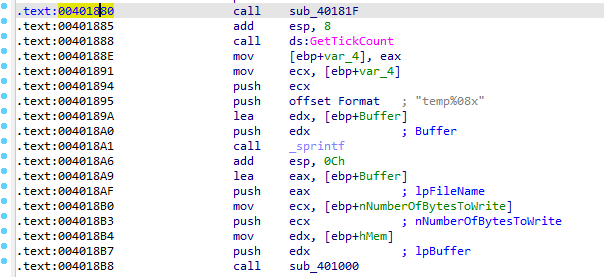 .text:00401880 call sub_40181F
.text:00401885 add esp, 8
.text:00401888 call ds:GetTickCount
.text:0040188E mov [ebp+var_4], eax
.text:00401891 mov ecx, [ebp+var_4]
.text:00401894 push ecx
.text:00401895 push offset Format ; "temp%08x"
.text:0040189A lea edx, [ebp+Buffer]
.text:004018A0 push edx ; Buffer
.text:004018A1 call _sprintf
.text:004018A6 add esp, 0Ch
.text:004018A9 lea eax, [ebp+Buffer]
.text:004018AF push eax ; lpFileName
.text:004018B0 mov ecx, [ebp+nNumberOfBytesToWrite]
.text:004018B3 push ecx ; nNumberOfBytesToWrite
.text:004018B4 mov edx, [ebp+hMem]
.text:004018B7 push edx ; lpBuffer
.text:004018B8 call sub_401000